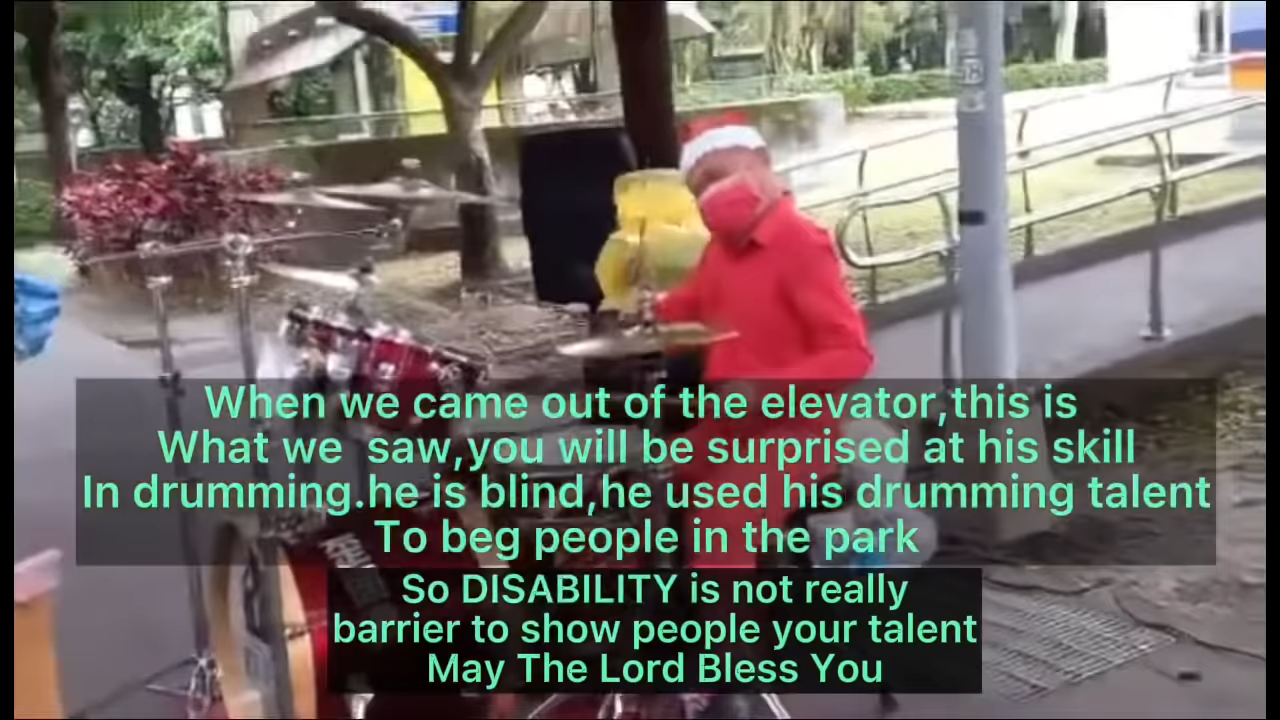 When we came out of the elevator,this is
What we  saw,you will be surprised at his skill
In drumming.he is blind,he used his drumming talent
To beg people in the park
So DISABILITY is not really
barrier to show people your talent
May The Lord Bless You